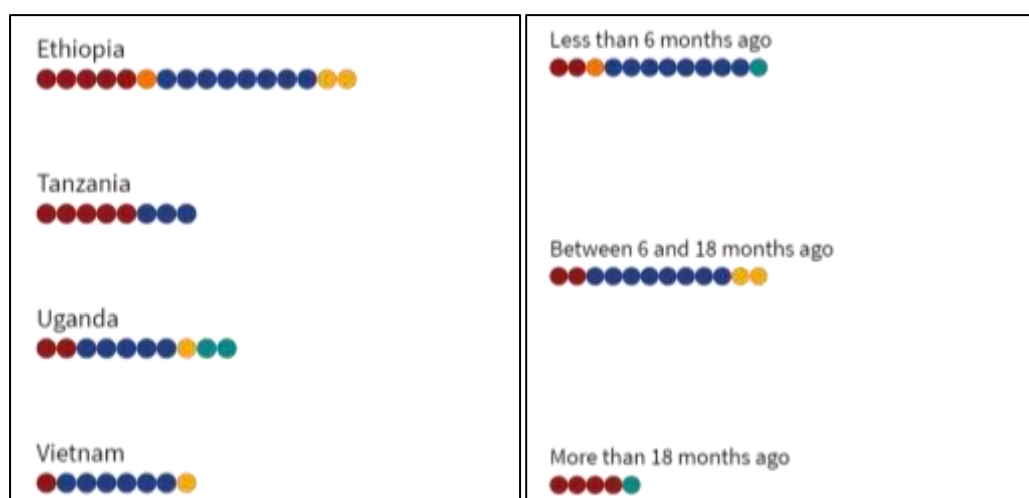 Ethiopia
Tanzania
Uganda
Vietnam
Less than 6 months ago
Between 6 and 18 months ago
More than 18 months ago